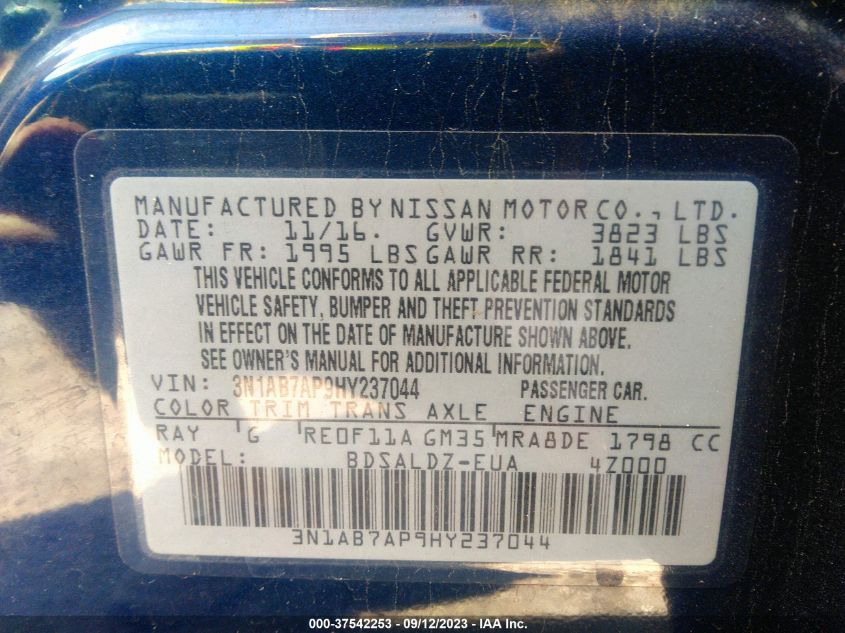 MANUFACTURED BY NISSAN MOTOR CO., LTD.
DATE: 11/16. GVWR: 3823 LBS
GAWR FR: 1995 LBS GAWR RR: 1841 LBS
THIS VEHICLE CONFORMS TO ALL APPLICABLE FEDERAL MOTOR
VEHICLE SAFETY, BUMPER AND THEFT PREVENTION STANDARDS
IN EFFECT ON THE DATE OF MANUFACTURE SHOWN ABOVE.
SEE OWNER'S MANUAL FOR ADDITIONAL INFORMATION.
VIN: 3N1AB7AP9HY237044 PASSENGER CAR.
COLOR TRIM TRANS AXLE ENGINE
RAY G RE0F11A GM35 MRA8DE 1798 CC
MODEL: BDSALDZ-EUA 4Z000
3N1AB7AP9HY237044
000-37542253 - 09/12/2023 - IAA Inc.